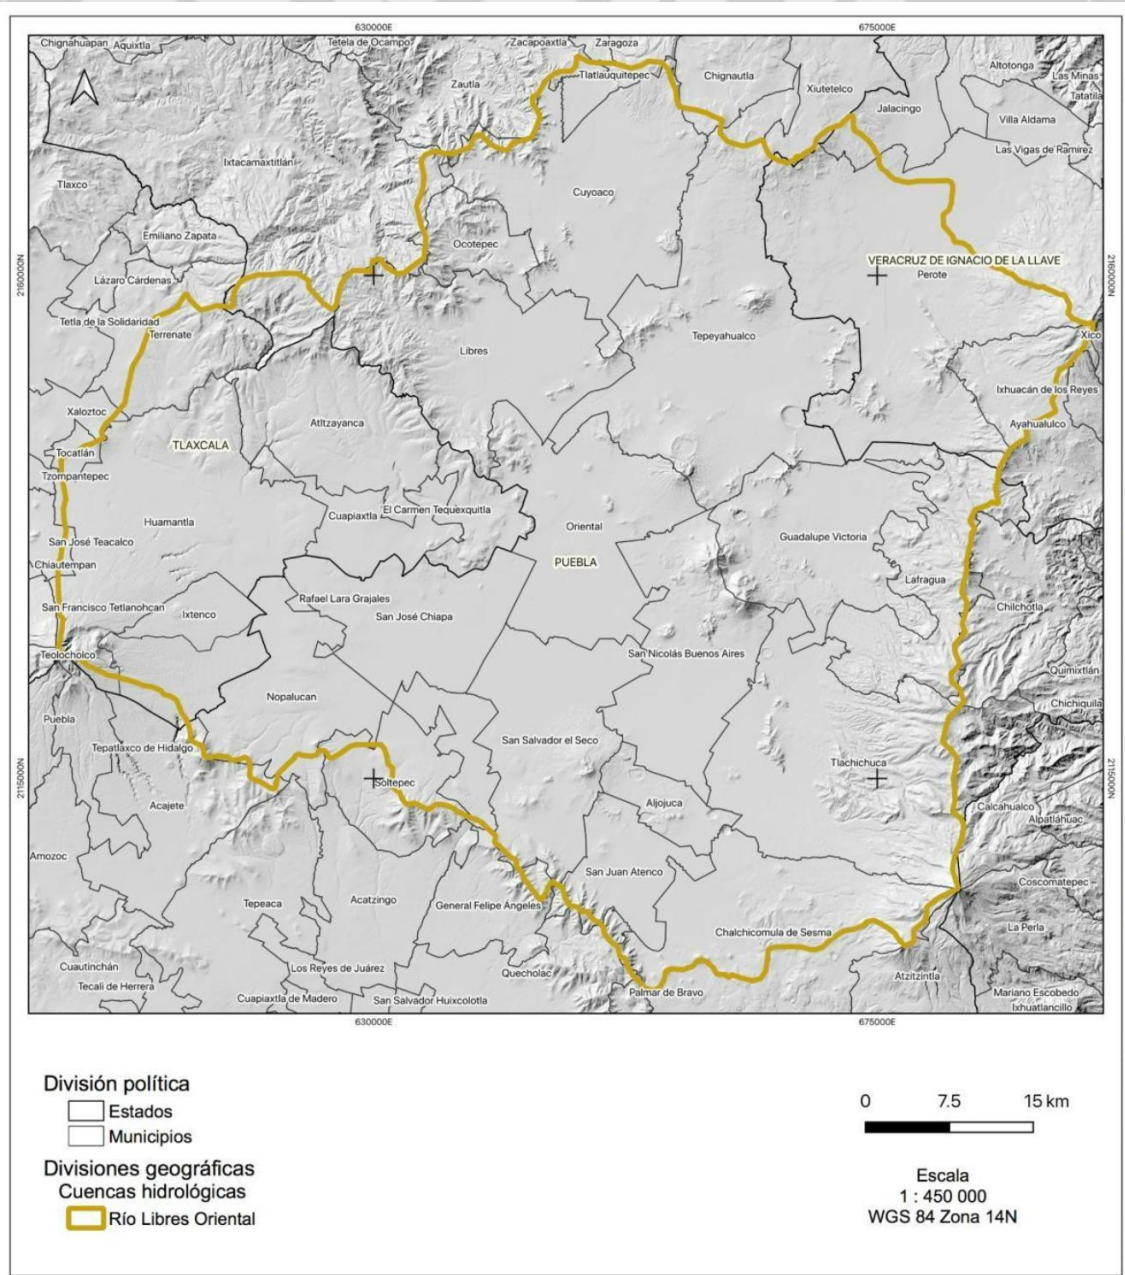 630000E
675000E
Chignahuapan
Aquixtla
Tetela de Ocampo
Zacapoaxtla
Zaragoza
Zautla
Tlatlauquitepec
Chignautla
Altotonga
Las Minas
Tatatila
Xiutetelco
Jalacingo
Villa Aldama
Las Vigas de Ramírez
Ixtacamaxtitlán
Tlaxco
Cuyoaco
Emiliano Zapata
Ocotepec
VERACRUZ DE IGNACIO DE LA LLAVE
Perote
2160000N
2160000N
Lázaro Cárdenas
Tetla de la Solidaridad
Terrenate
Libres
Tepeyahualco
Xico
Ixhuacán de los Reyes
Xaloztoc
Atltzayanca
Ayahualulco
TLAXCALA
Tocatlán
Tzompantepec
Huamantla
Cuapiaxtla
El Carmen Tequexquitla
Oriental
Guadalupe Victoria
San José Teacalco
Chiautempan
PUEBLA
Lafragua
Rafael Lara Grajales
San José Chiapa
San Francisco Tetlanohcan
Ixtenco
Chilchotla
Teolocholco
San Nicolás Buenos Aires
Quimixtlán
Nopalucan
Chichiquila
Puebla
Tepatlaxco de Hidalgo
San Salvador el Seco
Tlachichuca
2115000N
2115000N
Soltepec
Acajete
Aljojuca
Calcahualco
Alpatláhuac
Amozoc
San Juan Atenco
Coscomatepec
Tepeaca
Acatzingo
General Felipe Ángeles
La Perla
Chalchicomula de Sesma
Cuautinchán
Los Reyes de Juárez
Quecholac
Atzitzintla
Tecali de Herrera
Cuapiaxtla de Madero
San Salvador Huixcolotla
Palmar de Bravo
Mariano Escobedo
Ixhuatlancillo
630000E
675000E
División política
Estados
Municipios
Divisiones geográficas
Cuencas hidrológicas
Río Libres Oriental
0 7.5 15 km
Escala
1 : 450 000
WGS 84 Zona 14N